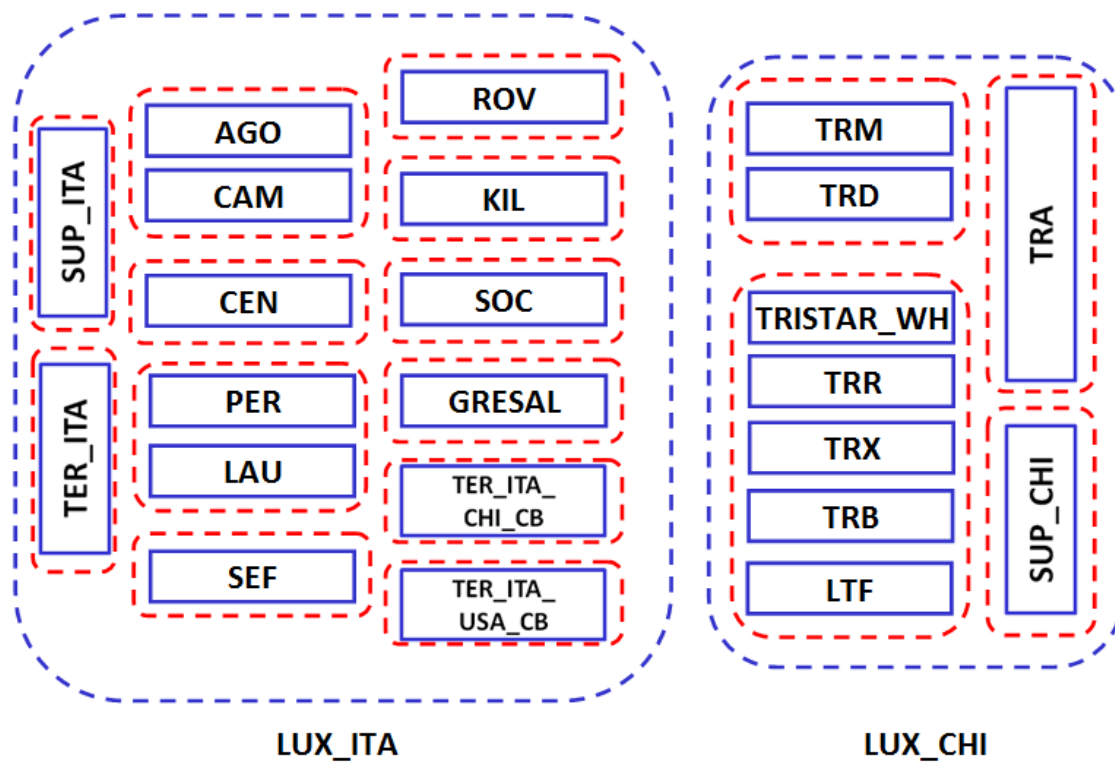 SUP_ITA
TER_ITA
AGO
CAM
CEN
PER
LAU
SEF
ROV
KIL
SOC
GRESAL
TER_ITA_
CHI_CB
TER_ITA_
USA_CB
LUX_ITA
TRM
TRD
TRISTAR_WH
TRR
TRX
TRB
LTF
TRA
SUP_CHI
LUX_CHI